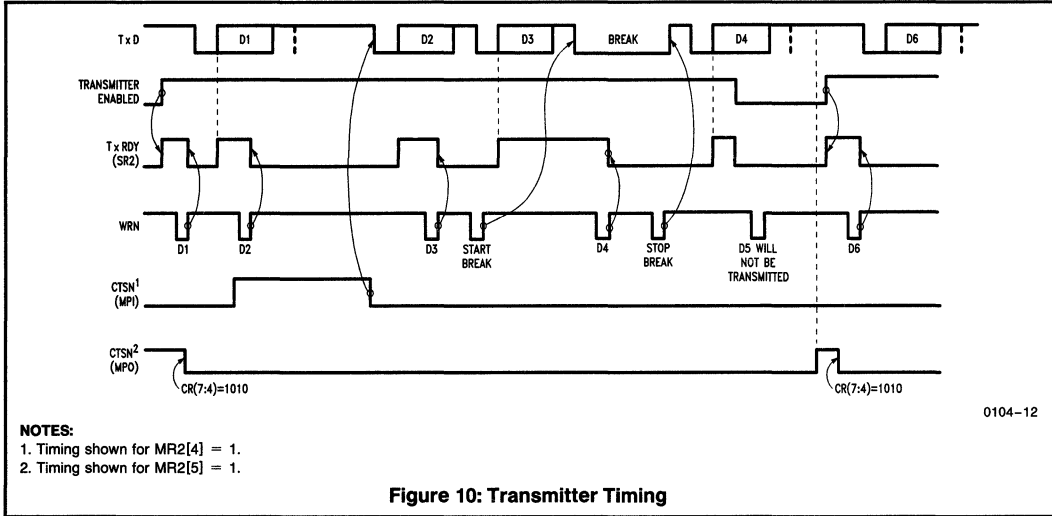 TxD
D1
D2
D3
BREAK
D4
D6
TRANSMITTER
ENABLED
TxRDY
(SR2)
WRN
D1
D2
D3
START
BREAK
D4
STOP
BREAK
D5 WILL
NOT BE
TRANSMITTED
D6
CTSN1
(MPI)
CTSN2
(MPO)
CR(7:4)=1010
CR(7:4)=1010
0104–12
NOTES:
1. Timing shown for MR2[4] = 1.
2. Timing shown for MR2[5] = 1.
Figure 10: Transmitter Timing